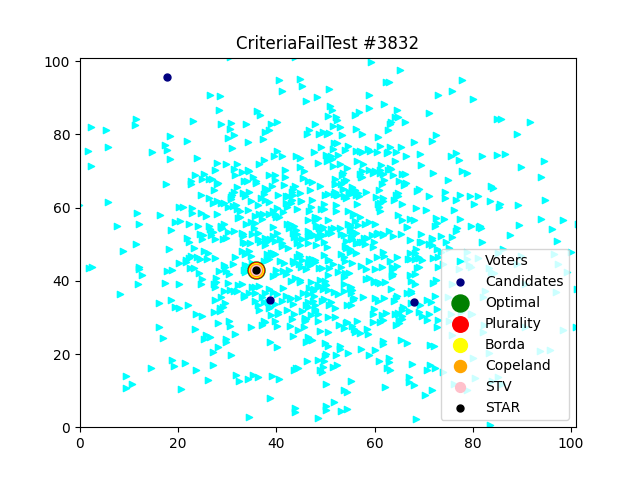 CriteriaFailTest #3832
100
80
60
40
20
0
0 20 40 60 80 100
Voters
Candidates
Optimal
Plurality
Borda
Copeland
STV
STAR